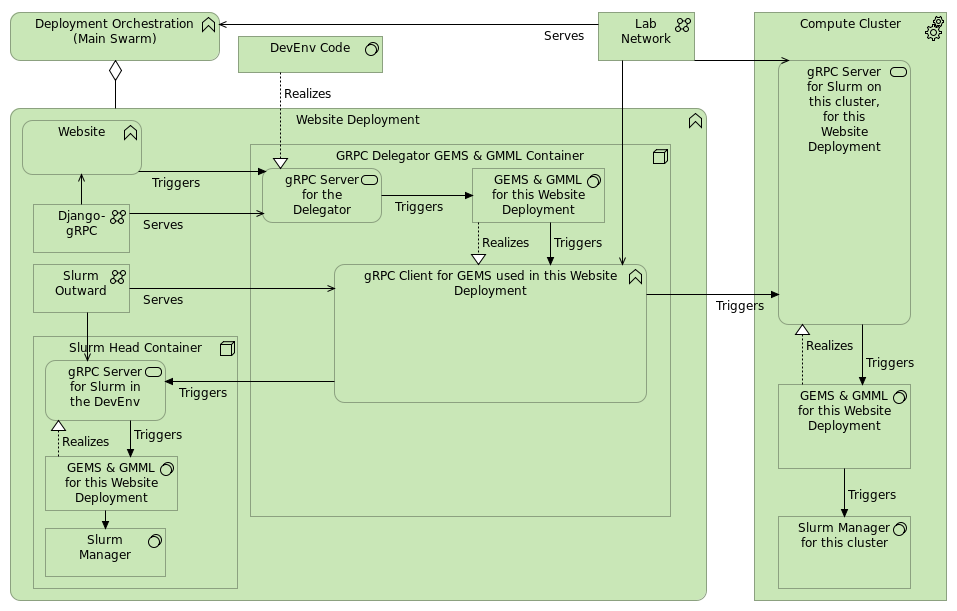 Deployment Orchestration
(Main Swarm)
Serves
Lab
Network
Compute Cluster
DevEnv Code
Realizes
gRPC Server
for Slurm on
this cluster,
for this
Website
Deployment
Website Deployment
Website
Triggers
GRPC Delegator GEMS & GMML Container
gRPC Server
for the
Delegator
Triggers
GEMS & GMML
for this Website
Deployment
Django-
gRPC
Serves
Realizes
Triggers
Slurm
Outward
Serves
gRPC Client for GEMS used in this Website
Deployment
Triggers
Slurm Head Container
gRPC Server
for Slurm in
the DevEnv
Triggers
Realizes
Triggers
Realizes
Triggers
GEMS & GMML
for this Website
Deployment
GEMS & GMML
for this Website
Deployment
Triggers
Slurm
Manager
Slurm Manager
for this cluster